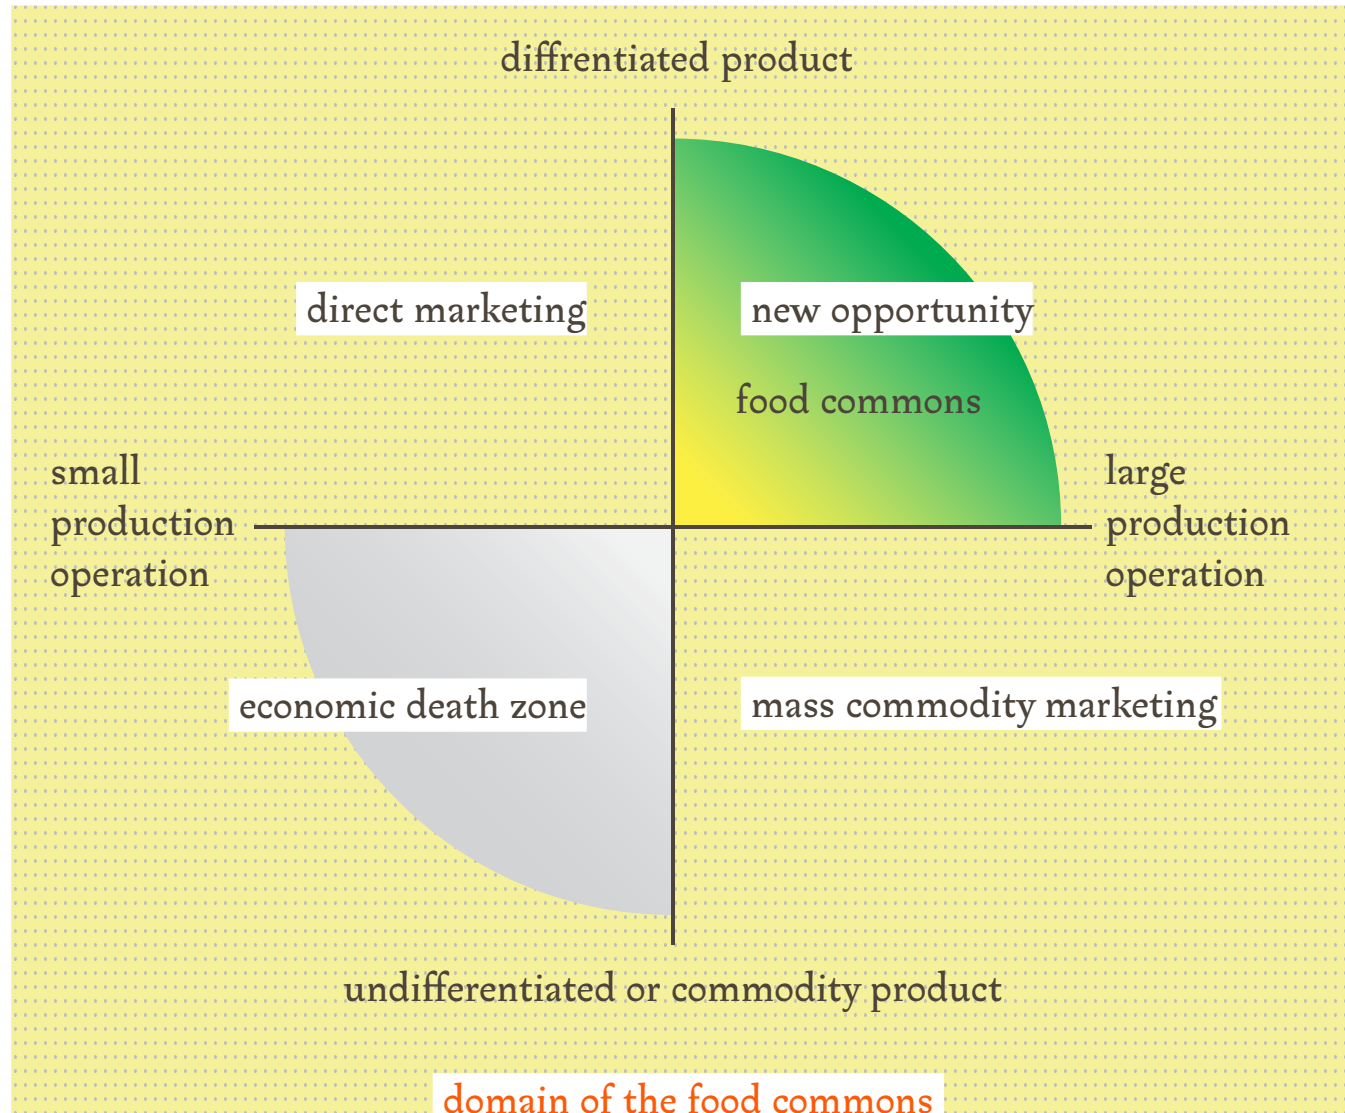 diffrentiated product
direct marketing
new opportunity
food commons
small
production
operation
large
production
operation
economic death zone
mass commodity marketing
undifferentiated or commodity product
domain of the food commons